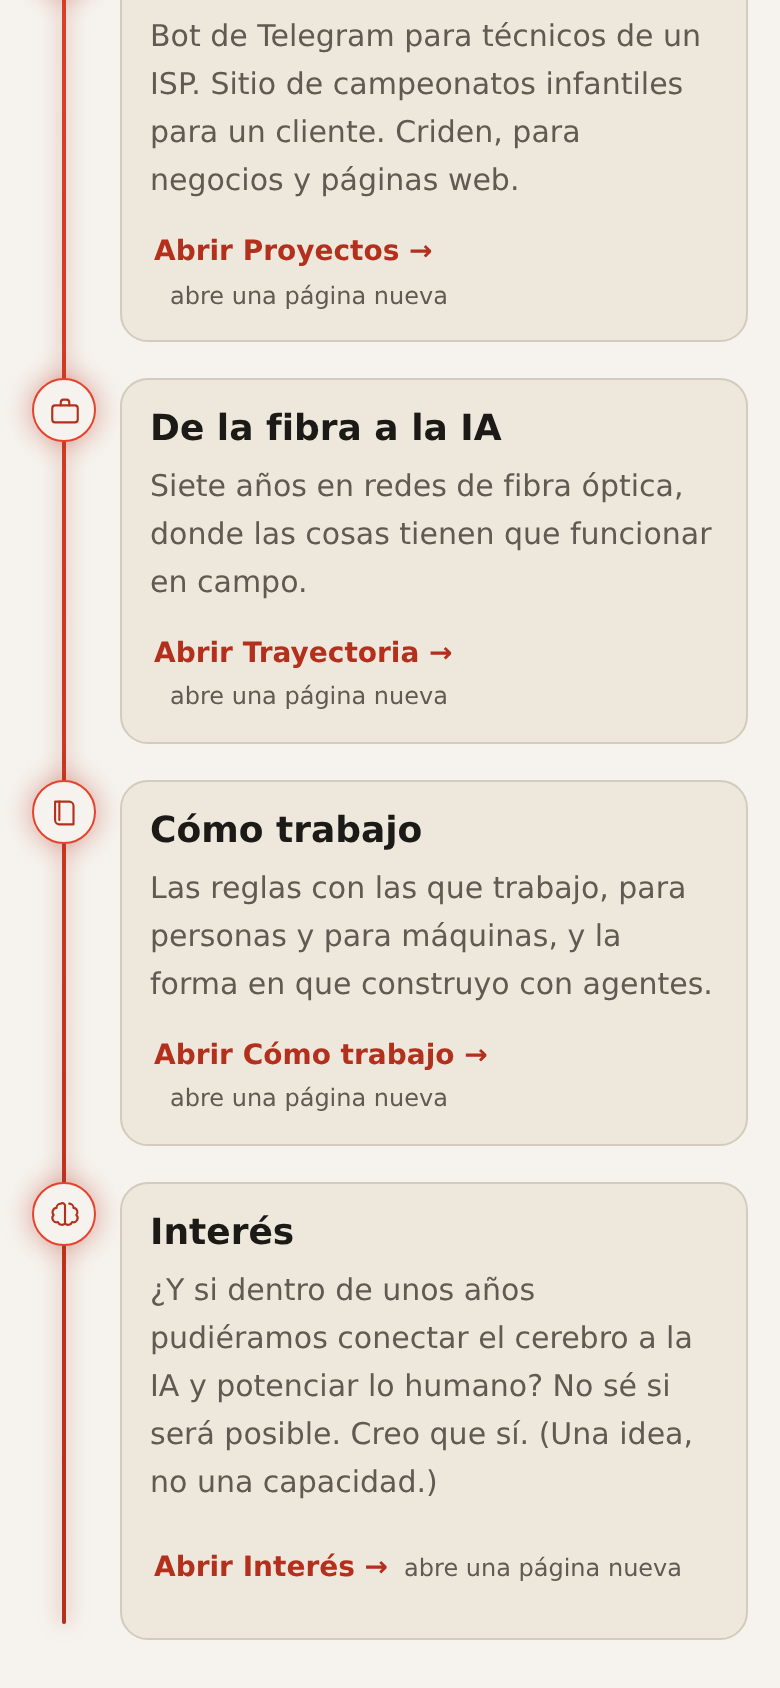 Bot de Telegram para técnicos de un
ISP. Sitio de campeonatos infantiles
para un cliente. Criden, para
negocios y páginas web.
Abrir Proyectos →
abre una página nueva
De la fibra a la IA
Siete años en redes de fibra óptica,
donde las cosas tienen que funcionar
en campo.
Abrir Trayectoria →
abre una página nueva
Cómo trabajo
Las reglas con las que trabajo, para
personas y para máquinas, y la
forma en que construyo con agentes.
Abrir Cómo trabajo →
abre una página nueva
Interés
¿Y si dentro de unos años
pudiéramos conectar el cerebro a la
IA y potenciar lo humano? No sé si
será posible. Creo que sí. (Una idea,
no una capacidad.)
Abrir Interés → abre una página nueva